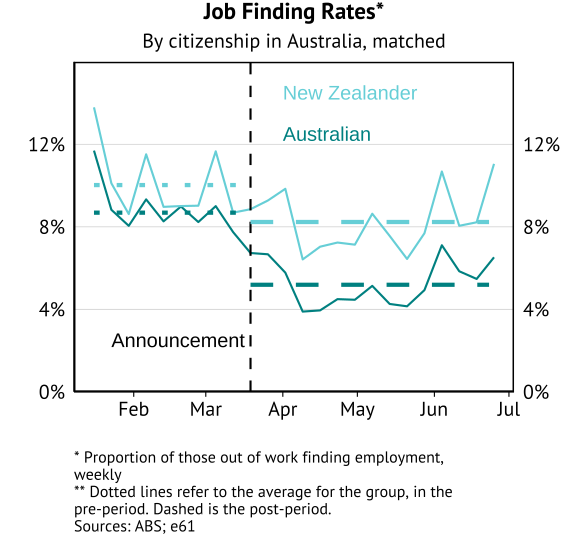 Job Finding Rates*
By citizenship in Australia, matched
New Zealander
Australian
12% 12%
8% 8%
4% 4%
Announcement
0% 0%
Feb Mar Apr May Jun Jul
* Proportion of those out of work finding employment,
weekly
** Dotted lines refer to the average for the group, in the
pre-period. Dashed is the post-period.
Sources: ABS; e61